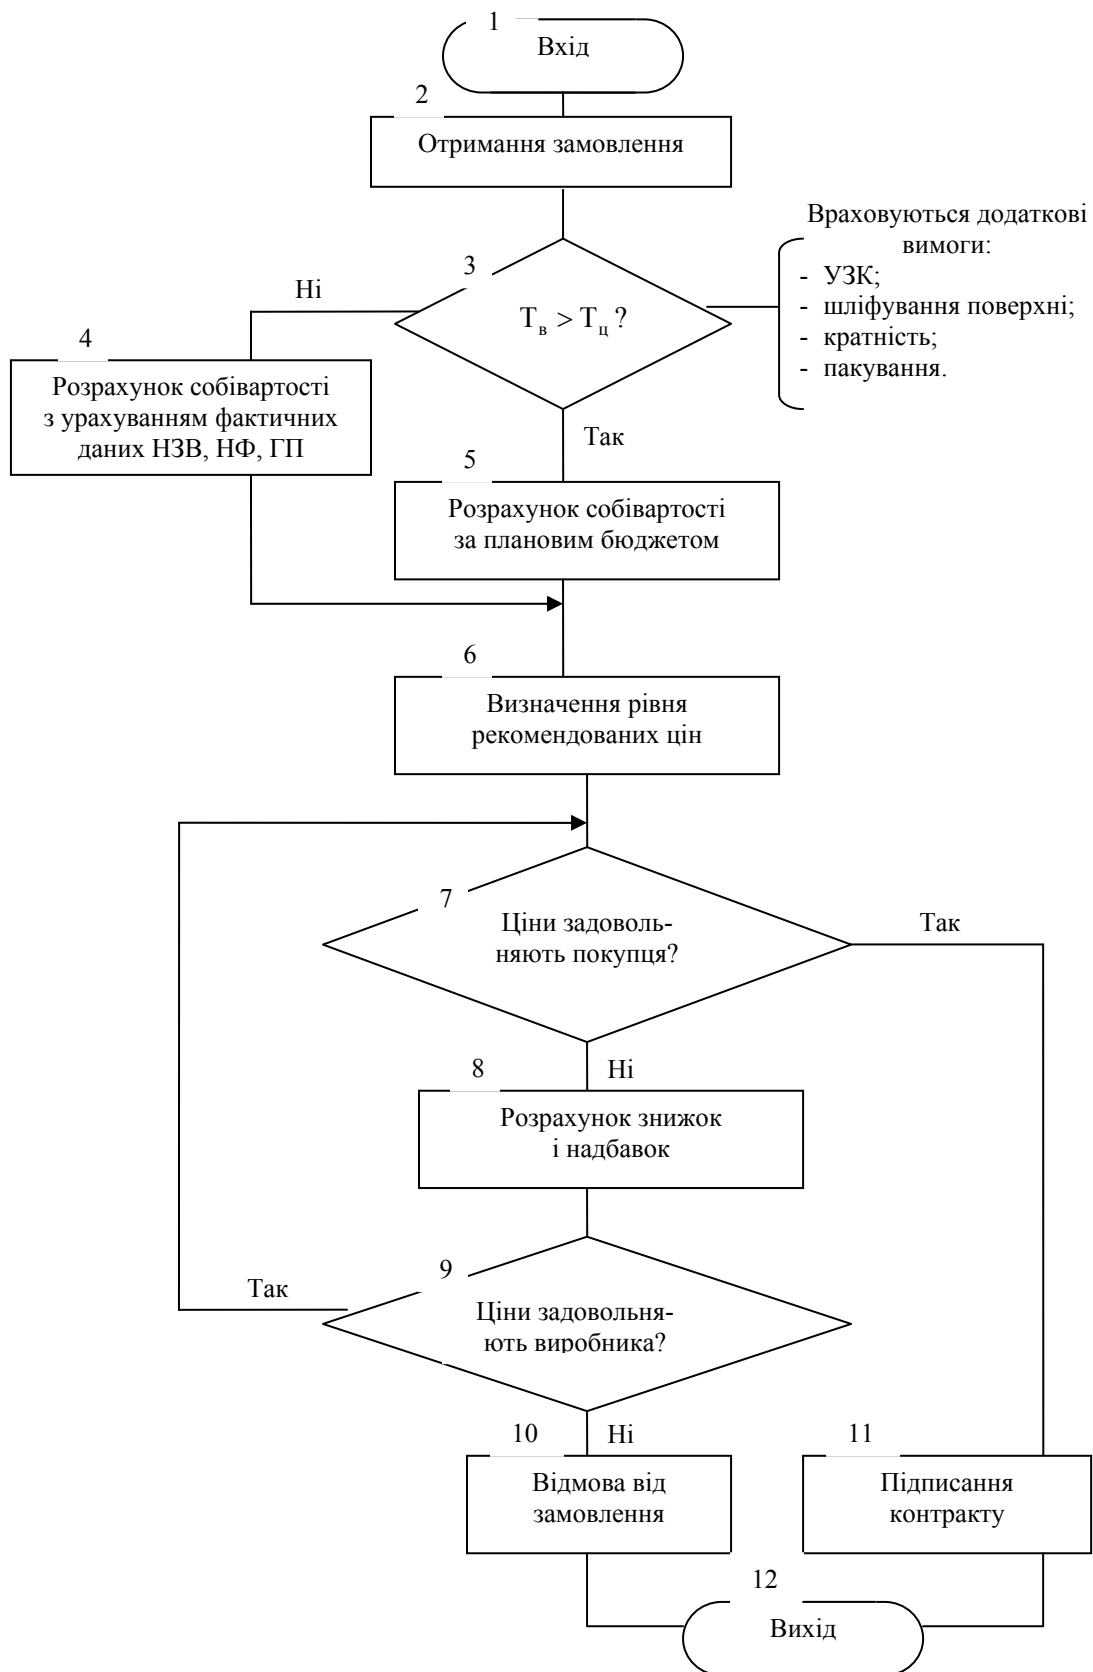 1
Вхід
2
Отримання замовлення
Враховуються додаткові
вимоги:
- УЗК;
- шліфування поверхні;
- кратність;
- пакування.
3
Tв > Tц ?
Ні
4
Розрахунок собівартості
з урахуванням фактичних
даних НЗВ, НФ, ГП
Так
5
Розрахунок собівартості
за плановим бюджетом
6
Визначення рівня
рекомендованих цін
7
Ціни задоволь-
няють покупця?
Так
Ні
8
Розрахунок знижок
і надбавок
9
Ціни задовольня-
ють виробника?
Так
Ні
10
Відмова від
замовлення
11
Підписання
контракту
12
Вихід